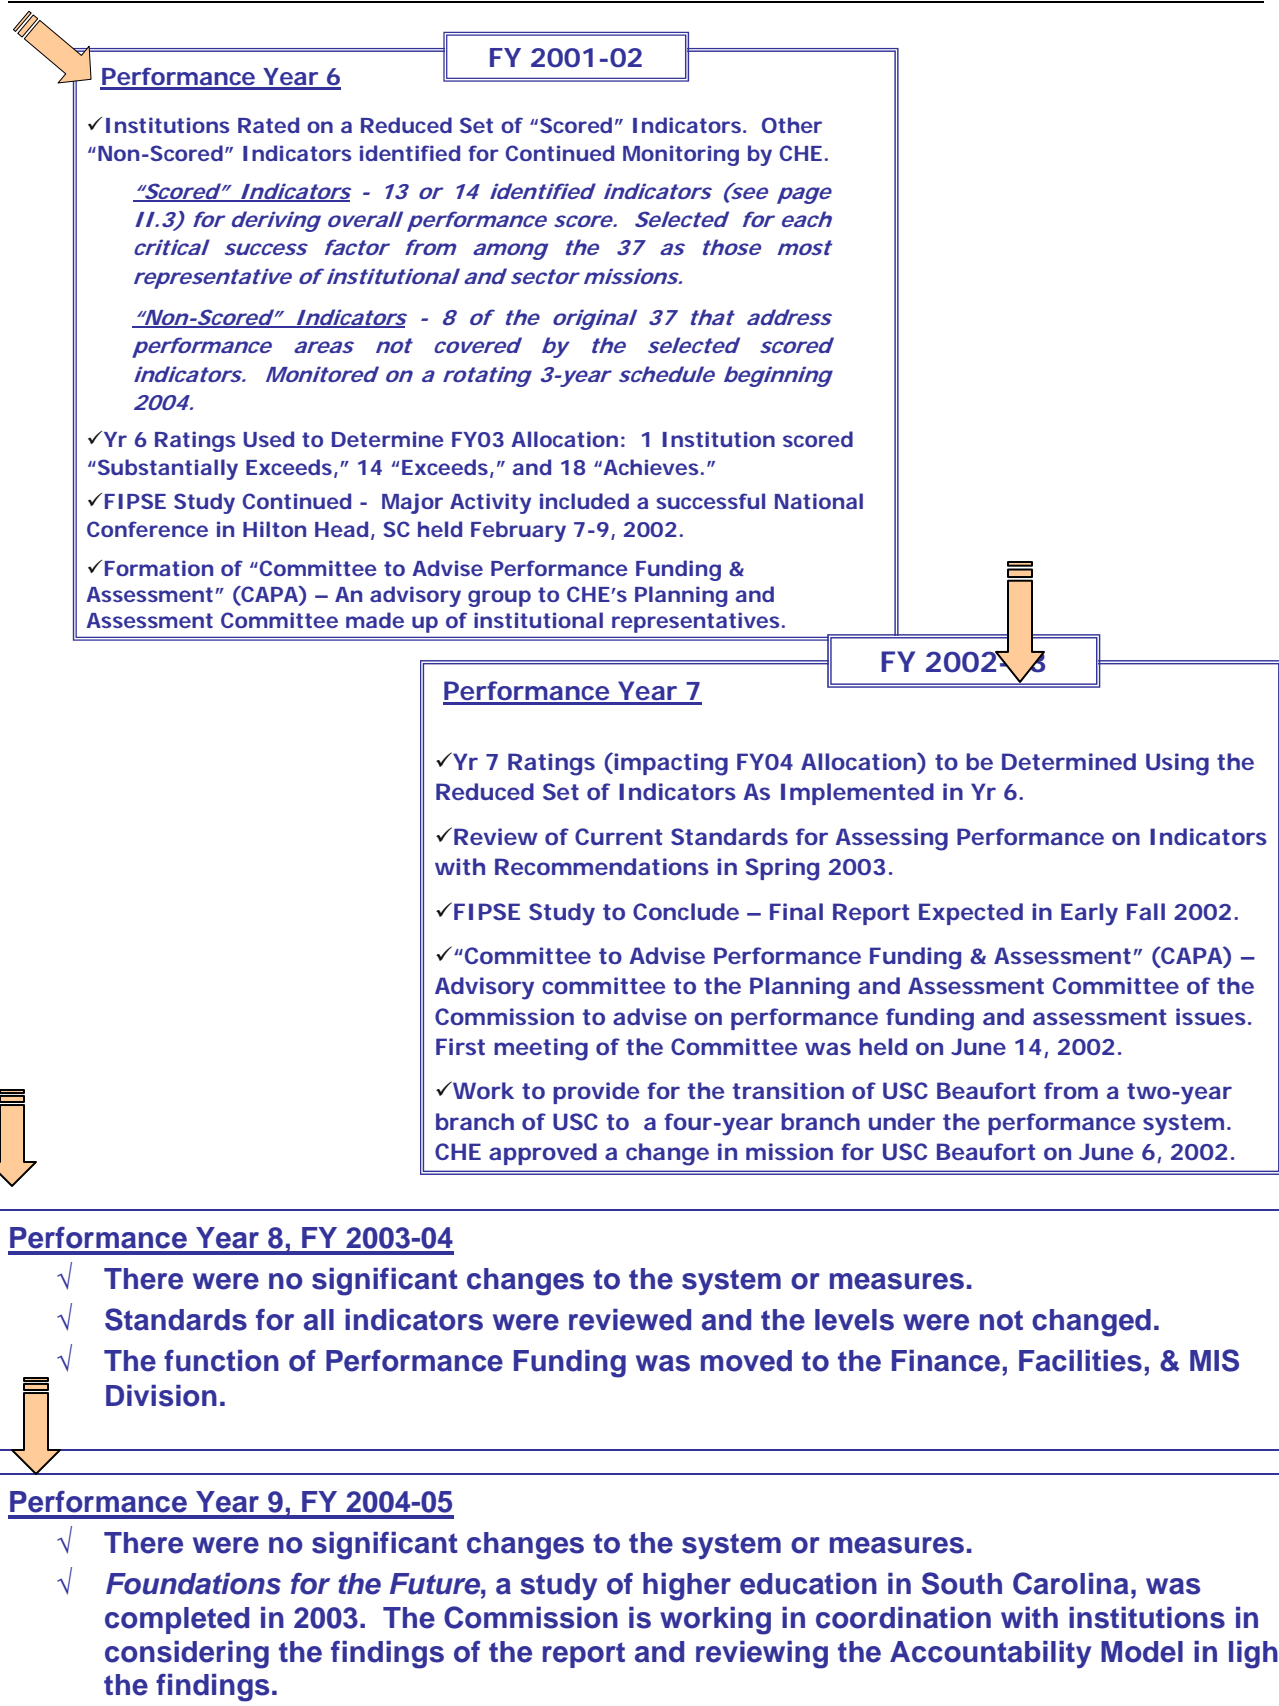 FY 2001-02
Performance Year 6
✓Institutions Rated on a Reduced Set of “Scored” Indicators. Other
“Non-Scored” Indicators identified for Continued Monitoring by CHE.
“Scored” Indicators - 13 or 14 identified indicators (see page
II.3) for deriving overall performance score. Selected for each
critical success factor from among the 37 as those most
representative of institutional and sector missions.
“Non-Scored” Indicators - 8 of the original 37 that address
performance areas not covered by the selected scored
indicators. Monitored on a rotating 3-year schedule beginning
2004.
✓Yr 6 Ratings Used to Determine FY03 Allocation: 1 Institution scored
“Substantially Exceeds,” 14 “Exceeds,” and 18 “Achieves.”
✓FIPSE Study Continued - Major Activity included a successful National
Conference in Hilton Head, SC held February 7-9, 2002.
✓Formation of “Committee to Advise Performance Funding &
Assessment” (CAPA) – An advisory group to CHE’s Planning and
Assessment Committee made up of institutional representatives.
FY 2002-3
Performance Year 7
✓Yr 7 Ratings (impacting FY04 Allocation) to be Determined Using the
Reduced Set of Indicators As Implemented in Yr 6.
✓Review of Current Standards for Assessing Performance on Indicators
with Recommendations in Spring 2003.
✓FIPSE Study to Conclude – Final Report Expected in Early Fall 2002.
✓“Committee to Advise Performance Funding & Assessment” (CAPA) –
Advisory committee to the Planning and Assessment Committee of the
Commission to advise on performance funding and assessment issues.
First meeting of the Committee was held on June 14, 2002.
✓Work to provide for the transition of USC Beaufort from a two-year
branch of USC to a four-year branch under the performance system.
CHE approved a change in mission for USC Beaufort on June 6, 2002.
Performance Year 8, FY 2003-04
√ There were no significant changes to the system or measures.
√ Standards for all indicators were reviewed and the levels were not changed.
√ The function of Performance Funding was moved to the Finance, Facilities, & MIS
Division.
Performance Year 9, FY 2004-05
√ There were no significant changes to the system or measures.
√ Foundations for the Future, a study of higher education in South Carolina, was
completed in 2003. The Commission is working in coordination with institutions in
considering the findings of the report and reviewing the Accountability Model in ligh
the findings.